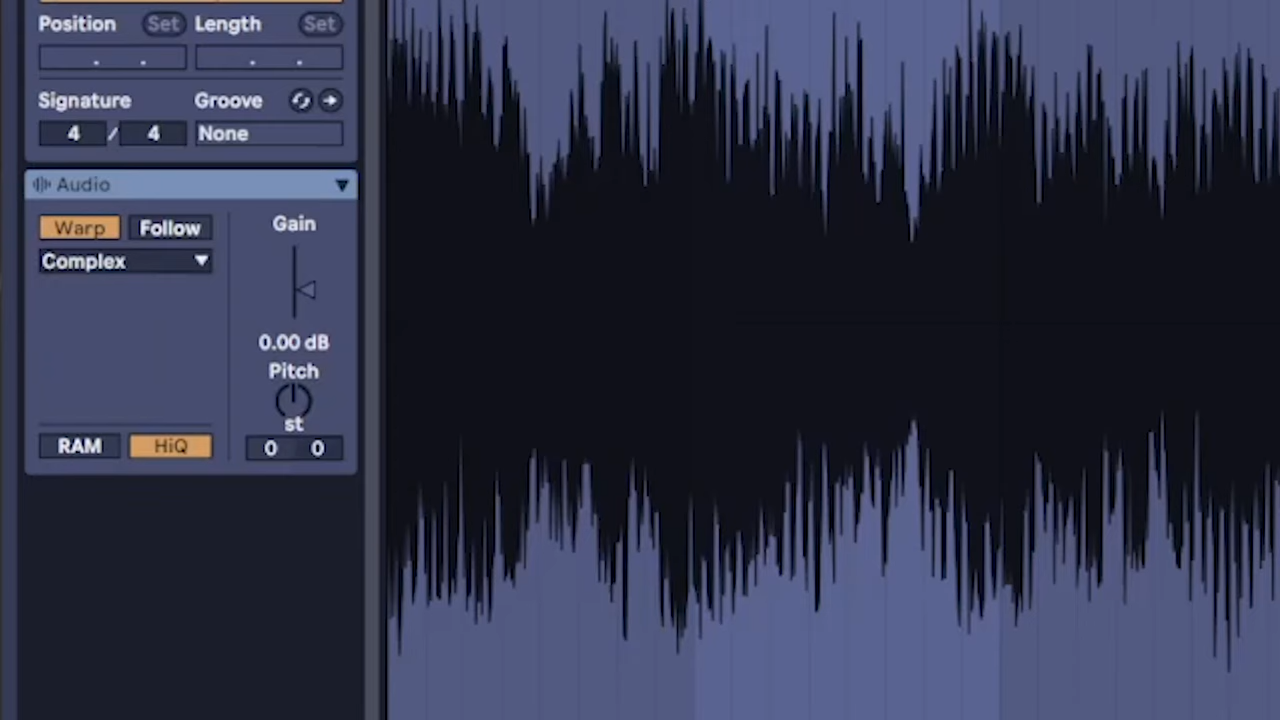 Position Set Length Set
. . . .
Signature Groove
4 / 4 None
Audio
Warp Follow Gain
Complex
0.00 dB
Pitch
st
RAM HiQ 0 0